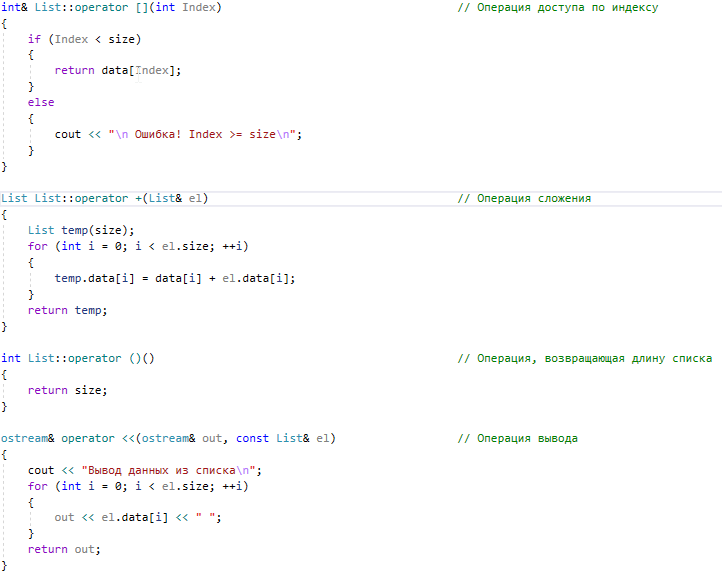 int& List::operator [](int Index) // Операция доступа по индексу
{
if (Index < size)
{
return data[Index];
}
else
{
cout << "\n Ошибка! Index >= size\n";
}
}
List List::operator +(List& el) // Операция сложения
{
List temp(size);
for (int i = 0; i < el.size; ++i)
{
temp.data[i] = data[i] + el.data[i];
}
return temp;
}
int List::operator ()() // Операция, возвращающая длину списка
{
return size;
}
ostream& operator <<(ostream& out, const List& el) // Операция вывода
{
cout << "Вывод данных из списка\n";
for (int i = 0; i < el.size; ++i)
{
out << el.data[i] << " ";
}
return out;
}